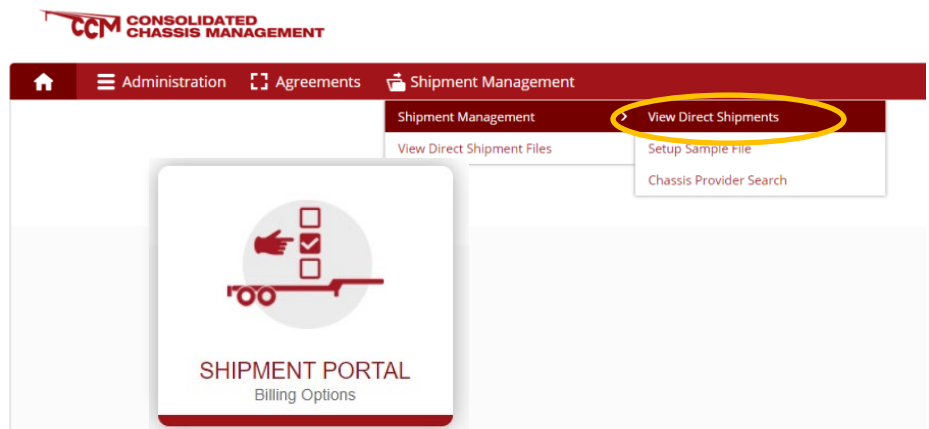 CCM CONSOLIDATED
CHASSIS MANAGEMENT
Administration Agreements Shipment Management
Shipment Management View Direct Shipments
View Direct Shipment Files Setup Sample File
Chassis Provider Search
SHIPMENT PORTAL
Billing Options